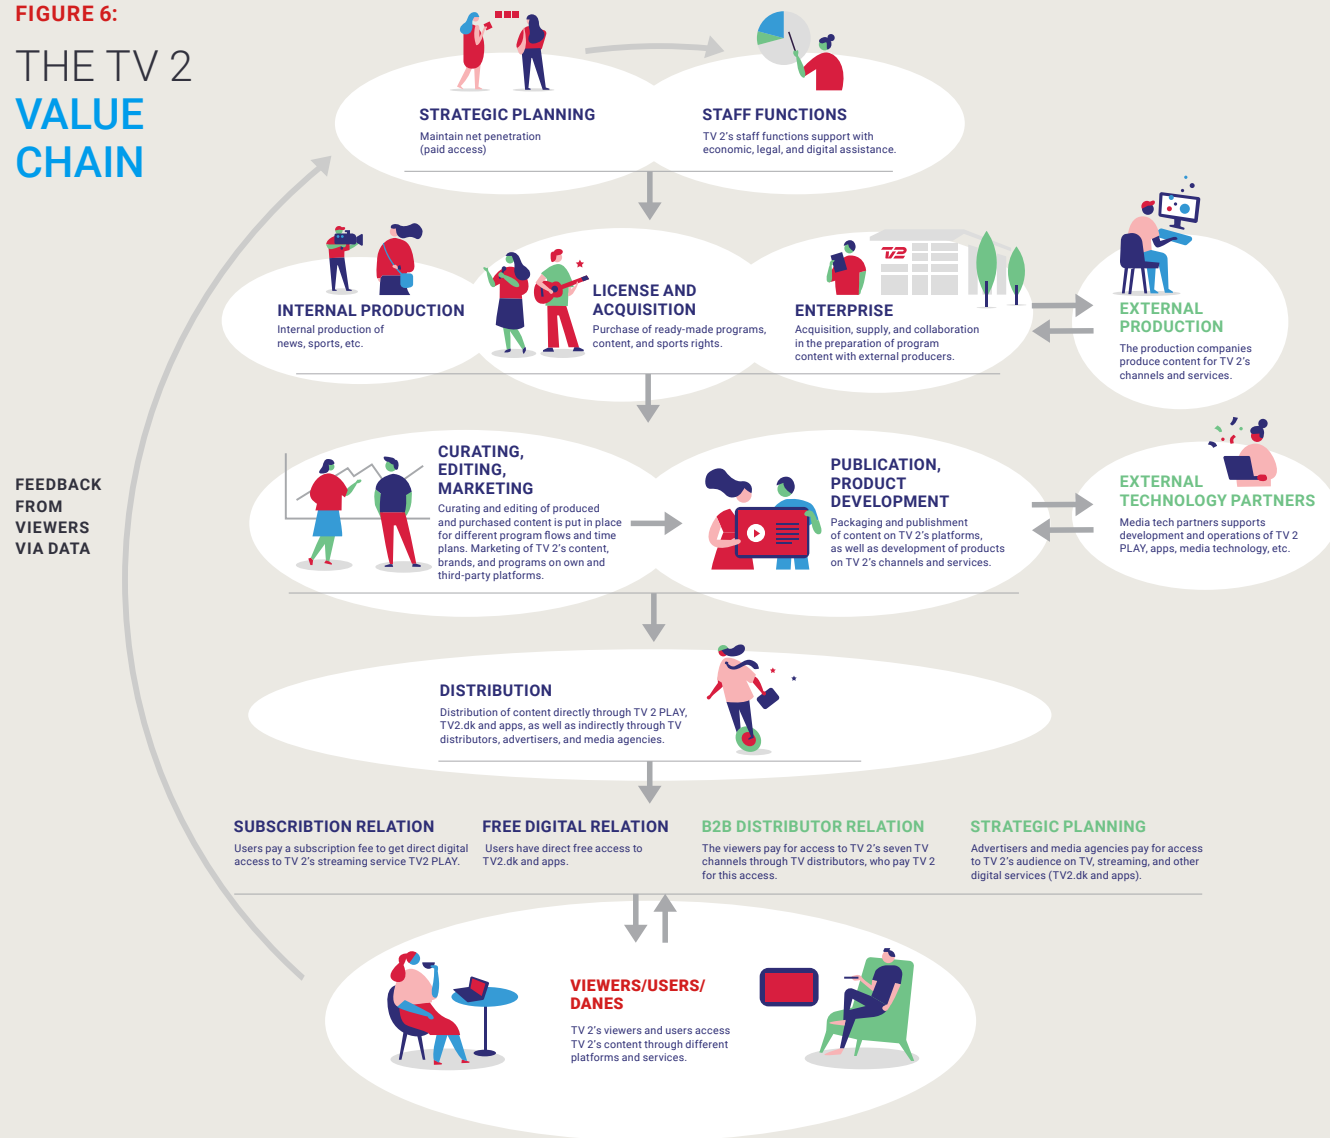 FIGURE 6:
THE TV 2
VALUE
CHAIN
STRATEGIC PLANNING
Maintain net penetration
(paid access)
STAFF FUNCTIONS
TV 2's staff functions support with
economic, legal, and digital assistance.
INTERNAL PRODUCTION
Internal production of
news, sports, etc.
LICENSE AND
ACQUISITION
Purchase of ready-made programs,
content, and sports rights.
TV2
ENTERPRISE
Acquisition, supply, and collaboration
in the preparation of program
content with external producers.
EXTERNAL
PRODUCTION
The production companies
produce content for TV 2's
channels and services.
FEEDBACK
FROM
VIEWERS
VIA DATA
CURATING,
EDITING,
MARKETING
Curating and editing of produced
and purchased content is put in place
for different program flows and time
plans. Marketing of TV 2's content,
brands, and programs on own and
third-party platforms.
PUBLICATION,
PRODUCT
DEVELOPMENT
Packaging and publishment
of content on TV 2's platforms,
as well as development of products
on TV 2's channels and services.
EXTERNAL
TECHNOLOGY PARTNERS
Media tech partners supports
development and operations of TV 2
PLAY, apps, media technology, etc.
DISTRIBUTION
Distribution of content directly through TV 2 PLAY,
TV2.dk and apps, as well as indirectly through TV
distributors, advertisers, and media agencies.
SUBSCRIBTION RELATION
Users pay a subscription fee to get direct digital
access to TV 2's streaming service TV2 PLAY.
FREE DIGITAL RELATION
Users have direct free access to
TV2.dk and apps.
B2B DISTRIBUTOR RELATION
The viewers pay for access to TV 2's seven TV
channels through TV distributors, who pay TV 2
for this access.
STRATEGIC PLANNING
Advertisers and media agencies pay for access
to TV 2's audience on TV, streaming, and other
digital services (TV2.dk and apps).
VIEWERS/USERS/
DANES
TV 2's viewers and users access
TV 2's content through different
platforms and services.